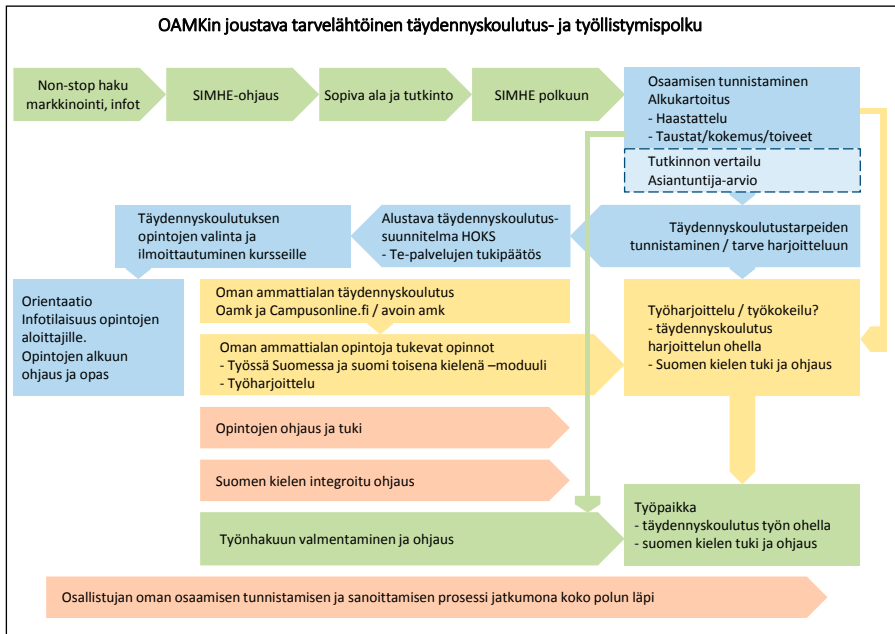 OAMKin joustava tarvelähtöinen täydennyskoulutus- ja työllistymispolku
Non-stop haku
markkinointi, infot
SIMHE-ohjaus
Sopiva ala ja tutkinto
SIMHE polkuun
Osaamisen tunnistaminen
Alkukartoitus
- Haastattelu
- Taustat/kokemus/toiveet
Tutkinnon vertailu
Asiantuntija-arvio
Täydennyskoulutuksen
opintojen valinta ja
ilmoittautuminen kursseille
Alustava täydennyskoulutus-
suunnitelma HOKS
- Te-palvelujen tukipäätös
Täydennyskoulutustarpeiden
tunnistaminen / tarve harjoitteluun
Orientaatio
Infotilaisuus opintojen
aloittajille.
Opintojen alkuun
ohjaus ja opas
Oman ammattialan täydennyskoulutus
Oamk ja Campusonline.fi / avoin amk
Oman ammattialan opintoja tukevat opinnot
- Työssä Suomessa ja suomi toisena kielenä –moduuli
- Työharjoittelu
Työharjoittelu / työkokeilu?
- täydennyskoulutus
harjoittelun ohella
- Suomen kielen tuki ja ohjaus
Opintojen ohjaus ja tuki
Suomen kielen integroitu ohjaus
Työnhakuun valmentaminen ja ohjaus
Työpaikka
- täydennyskoulutus työn ohella
- suomen kielen tuki ja ohjaus
Osallistujan oman osaamisen tunnistamisen ja sanoittamisen prosessi jatkumona koko polun läpi